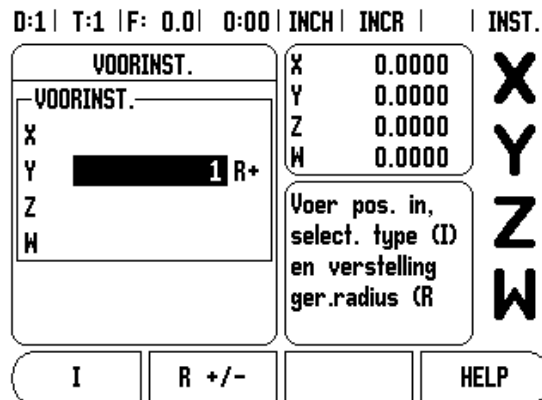 D:1 | T:1 | F: 0.0 | 0:00 | INCH | INCR | | INST.
VOORINST.
VOORINST.
X
Y 1 R+
Z
W
X 0.0000
Y 0.0000
Z 0.0000
W 0.0000
Voer pos. in,
select. type (I)
en verstelling
ger.radius (R
X
Y
Z
W
I R +/- HELP